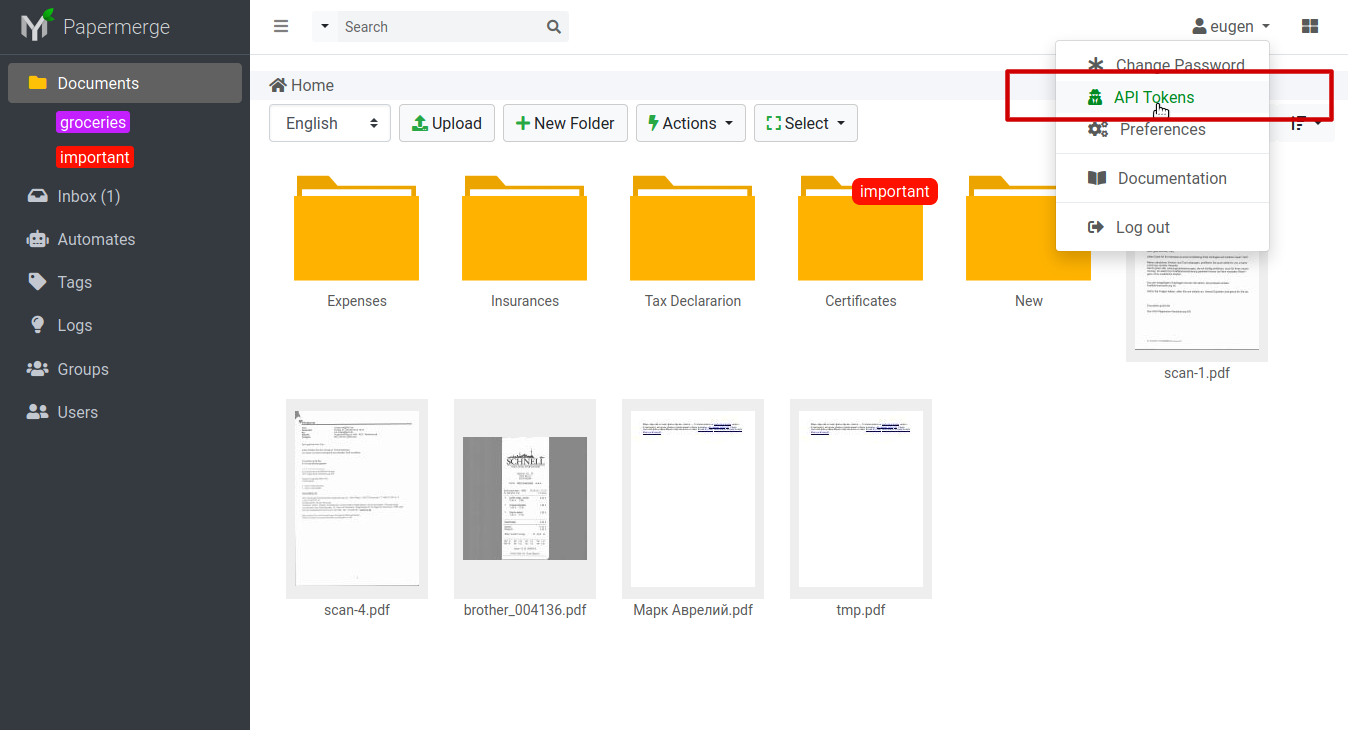 Papermerge
Search
eugen
Documents
groceries
important
Inbox (1)
Automates
Tags
Logs
Groups
Users
Home
English
Upload
New Folder
Actions
Select
Change Password
API Tokens
Preferences
Documentation
Log out
important
Expenses
Insurances
Tax Declararion
Certificates
New
scan-1.pdf
SCHNELL
scan-4.pdf
brother_004136.pdf
Марк Аврелий.pdf
tmp.pdf